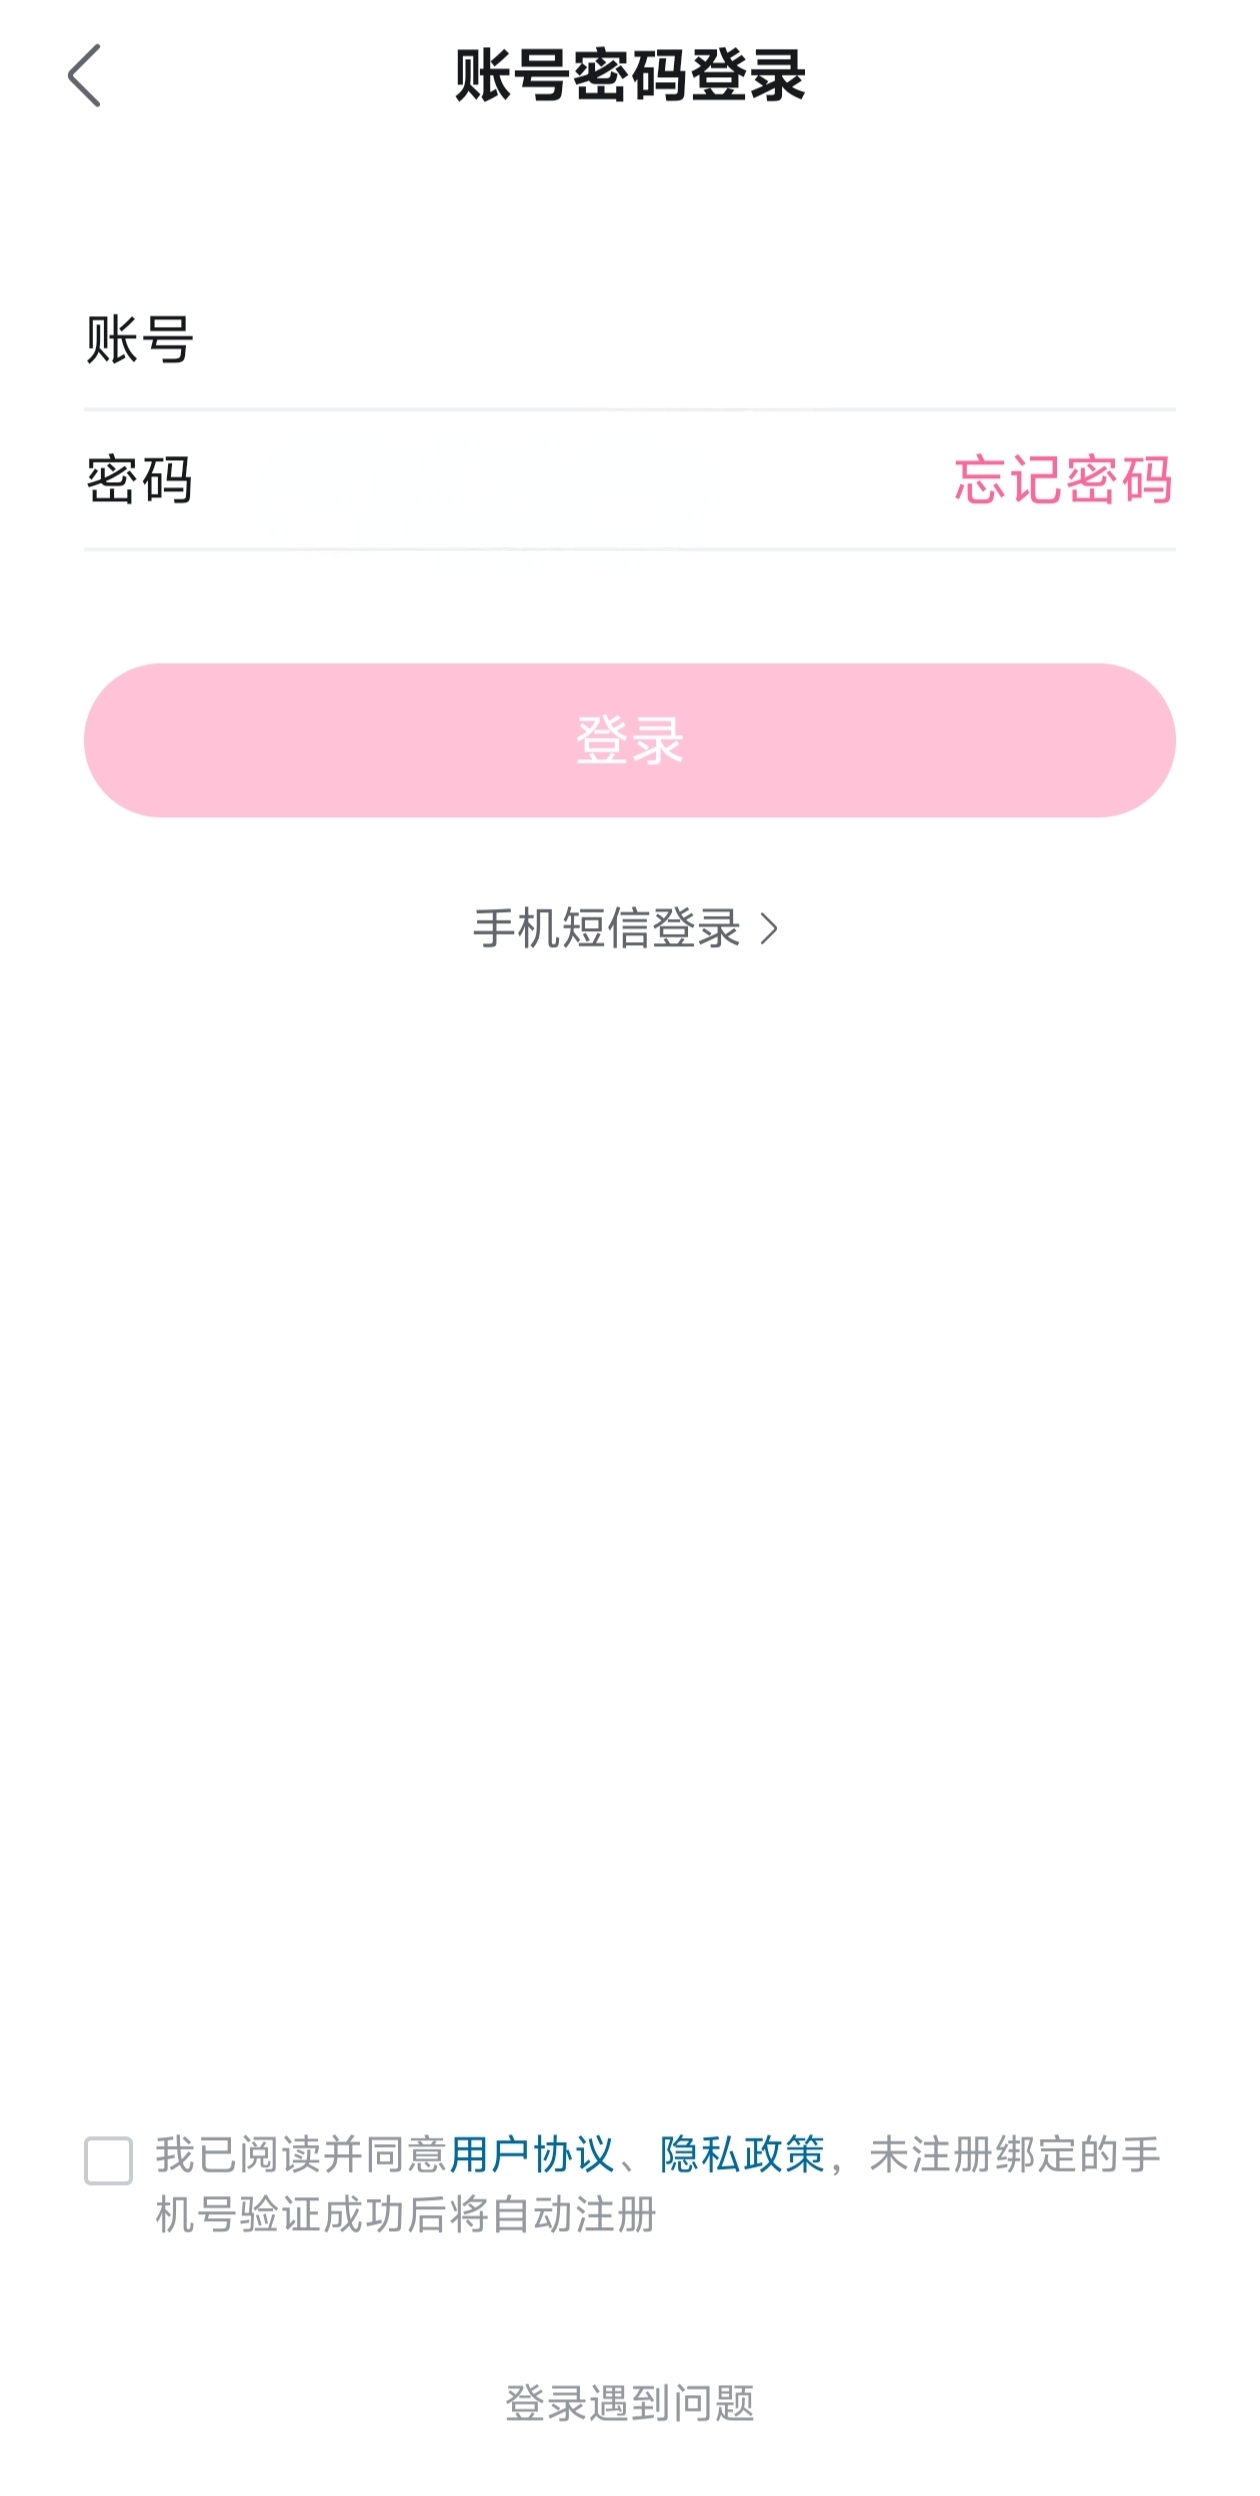 账号密码登录
账号
密码 忘记密码
登录
手机短信登录
我已阅读并同意用户协议、隐私政策，未注册绑定的手
机号验证成功后将自动注册
登录遇到问题